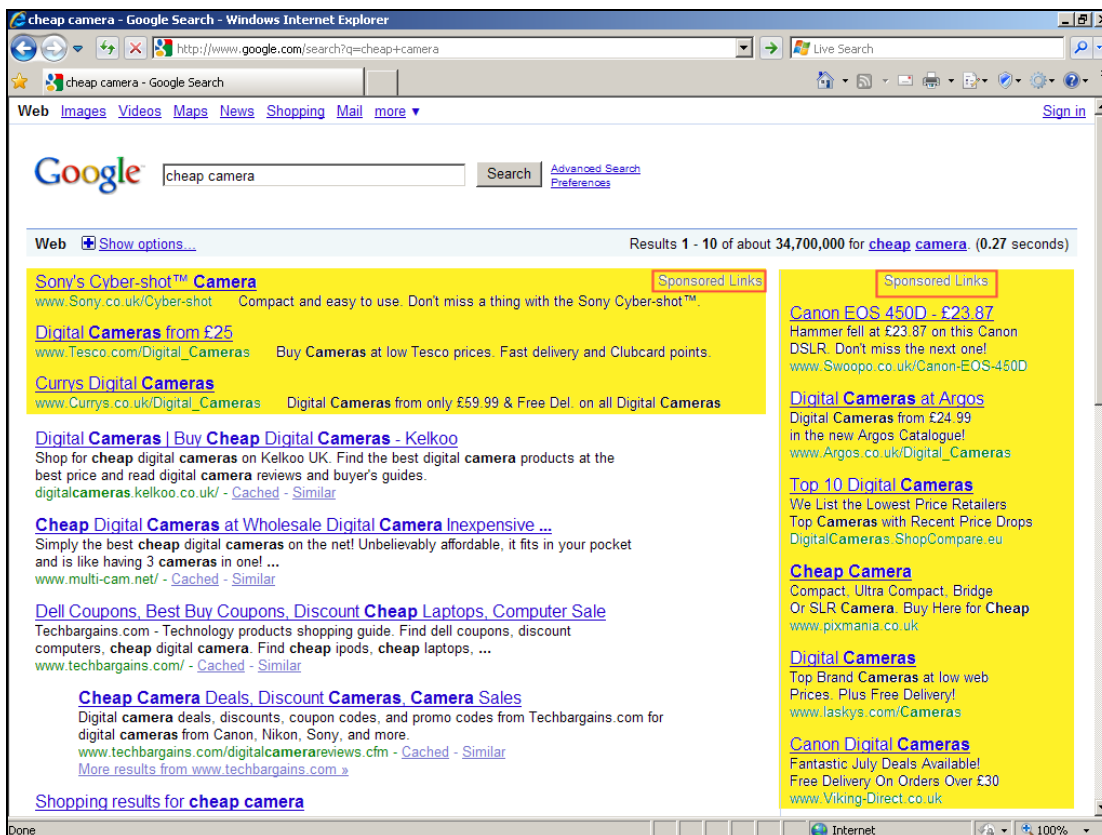 cheap camera - Google Search - Windows Internet Explorer
http://www.google.com/search?q=cheap+camera
Live Search
cheap camera - Google Search
Web Images Videos Maps News Shopping Mail more ▼ Sign in
Google™ cheap camera Search Advanced Search
Preferences
Web Show options... Results 1 - 10 of about 34,700,000 for cheap camera. (0.27 seconds)
Sony's Cyber-shot™ Camera Sponsored Links
www.Sony.co.uk/Cyber-shot Compact and easy to use. Don't miss a thing with the Sony Cyber-shot™.
Digital Cameras from £25
www.Tesco.com/Digital_Cameras Buy Cameras at low Tesco prices. Fast delivery and Clubcard points.
Currys Digital Cameras
www.Currys.co.uk/Digital_Cameras Digital Cameras from only £59.99 & Free Del. on all Digital Cameras
Digital Cameras | Buy Cheap Digital Cameras - Kelkoo
Shop for cheap digital cameras on Kelkoo UK. Find the best digital camera products at the
best price and read digital camera reviews and buyer's guides.
digitalcameras.kelkoo.co.uk/ - Cached - Similar
Cheap Digital Cameras at Wholesale Digital Camera Inexpensive ...
Simply the best cheap digital cameras on the net! Unbelievably affordable, it fits in your pocket
and is like having 3 cameras in one! ...
www.multi-cam.net/ - Cached - Similar
Dell Coupons, Best Buy Coupons, Discount Cheap Laptops, Computer Sale
Techbargains.com - Technology products shopping guide. Find dell coupons, discount
computers, cheap digital camera. Find cheap ipods, cheap laptops, ...
www.techbargains.com/ - Cached - Similar
Cheap Camera Deals, Discount Cameras, Camera Sales
Digital camera deals, discounts, coupon codes, and promo codes from Techbargains.com for
digital cameras from Canon, Nikon, Sony, and more.
www.techbargains.com/digitalcamerareviews.cfm - Cached - Similar
More results from www.techbargains.com »
Shopping results for cheap camera
Sponsored Links
Canon EOS 450D - £23.87
Hammer fell at £23.87 on this Canon
DSLR. Don't miss the next one!
www.Swoopo.co.uk/Canon-EOS-450D
Digital Cameras at Argos
Digital Cameras from £24.99
in the new Argos Catalogue!
www.Argos.co.uk/Digital_Cameras
Top 10 Digital Cameras
We List the Lowest Price Retailers
Top Cameras with Recent Price Drops
DigitalCameras.ShopCompare.eu
Cheap Camera
Compact, Ultra Compact, Bridge
Or SLR Camera. Buy Here for Cheap
www.pixmania.co.uk
Digital Cameras
Top Brand Cameras at low web
Prices. Plus Free Delivery!
www.laskys.com/Cameras
Canon Digital Cameras
Fantastic July Deals Available!
Free Delivery On Orders Over £30
www.Viking-Direct.co.uk
Done Internet 100%